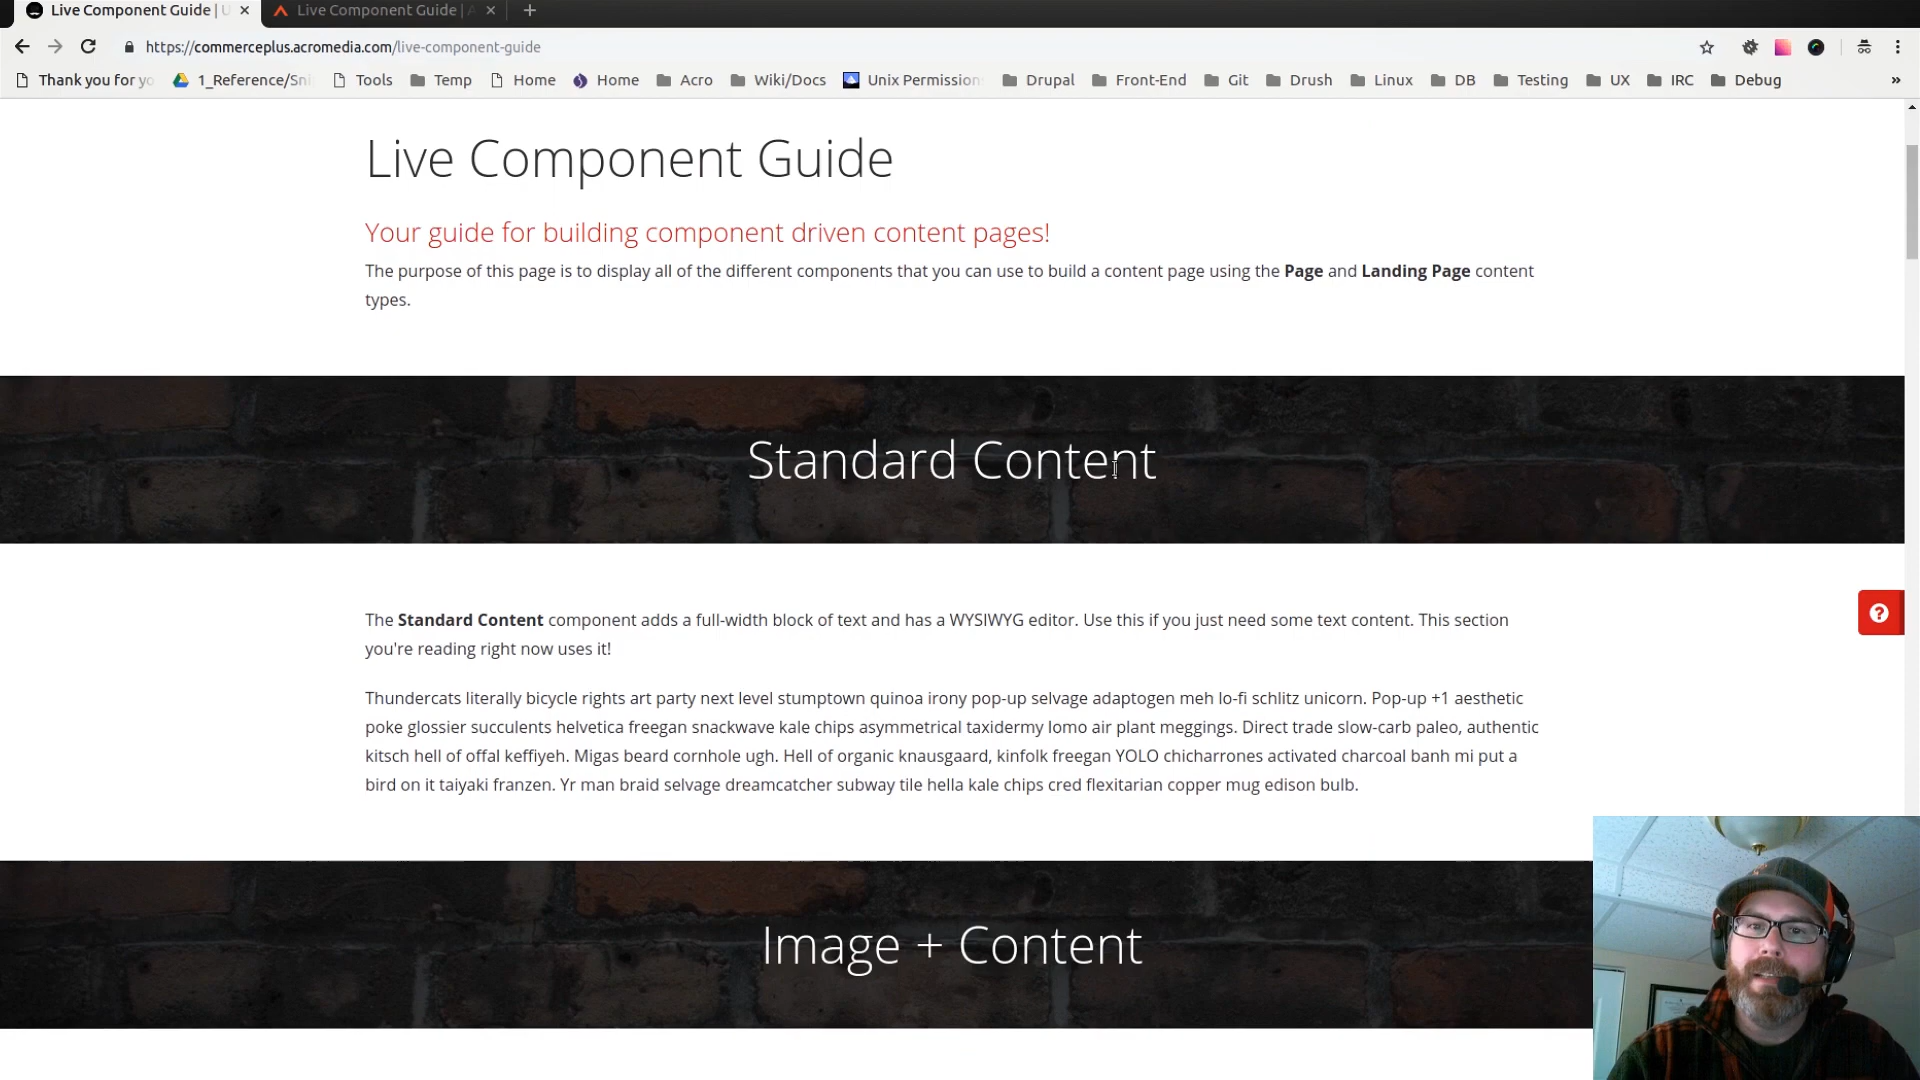 Live Component Guide | U
Live Component Guide | A
https://commerceplus.acromedia.com/live-component-guide
Thank you for yo
1_Reference/Sni
Tools
Temp
Home
Home
Acro
Wiki/Docs
Unix Permission
Drupal
Front-End
Git
Drush
Linux
DB
Testing
UX
IRC
Debug
»
Live Component Guide
Your guide for building component driven content pages!
The purpose of this page is to display all of the different components that you can use to build a content page using the Page and Landing Page content
types.
Standard Content
The Standard Content component adds a full-width block of text and has a WYSIWYG editor. Use this if you just need some text content. This section
you're reading right now uses it!
Thundercats literally bicycle rights art party next level stumptown quinoa irony pop-up selvage adaptogen meh lo-fi schlitz unicorn. Pop-up +1 aesthetic
poke glossier succulents helvetica freegan snackwave kale chips asymmetrical taxidermy lomo air plant meggings. Direct trade slow-carb paleo, authentic
kitsch hell of offal keffiyeh. Migas beard cornhole ugh. Hell of organic knausgaard, kinfolk freegan YOLO chicharrones activated charcoal banh mi put a
bird on it taiyaki franzen. Yr man braid selvage dreamcatcher subway tile hella kale chips cred flexitarian copper mug edison bulb.
Image + Content